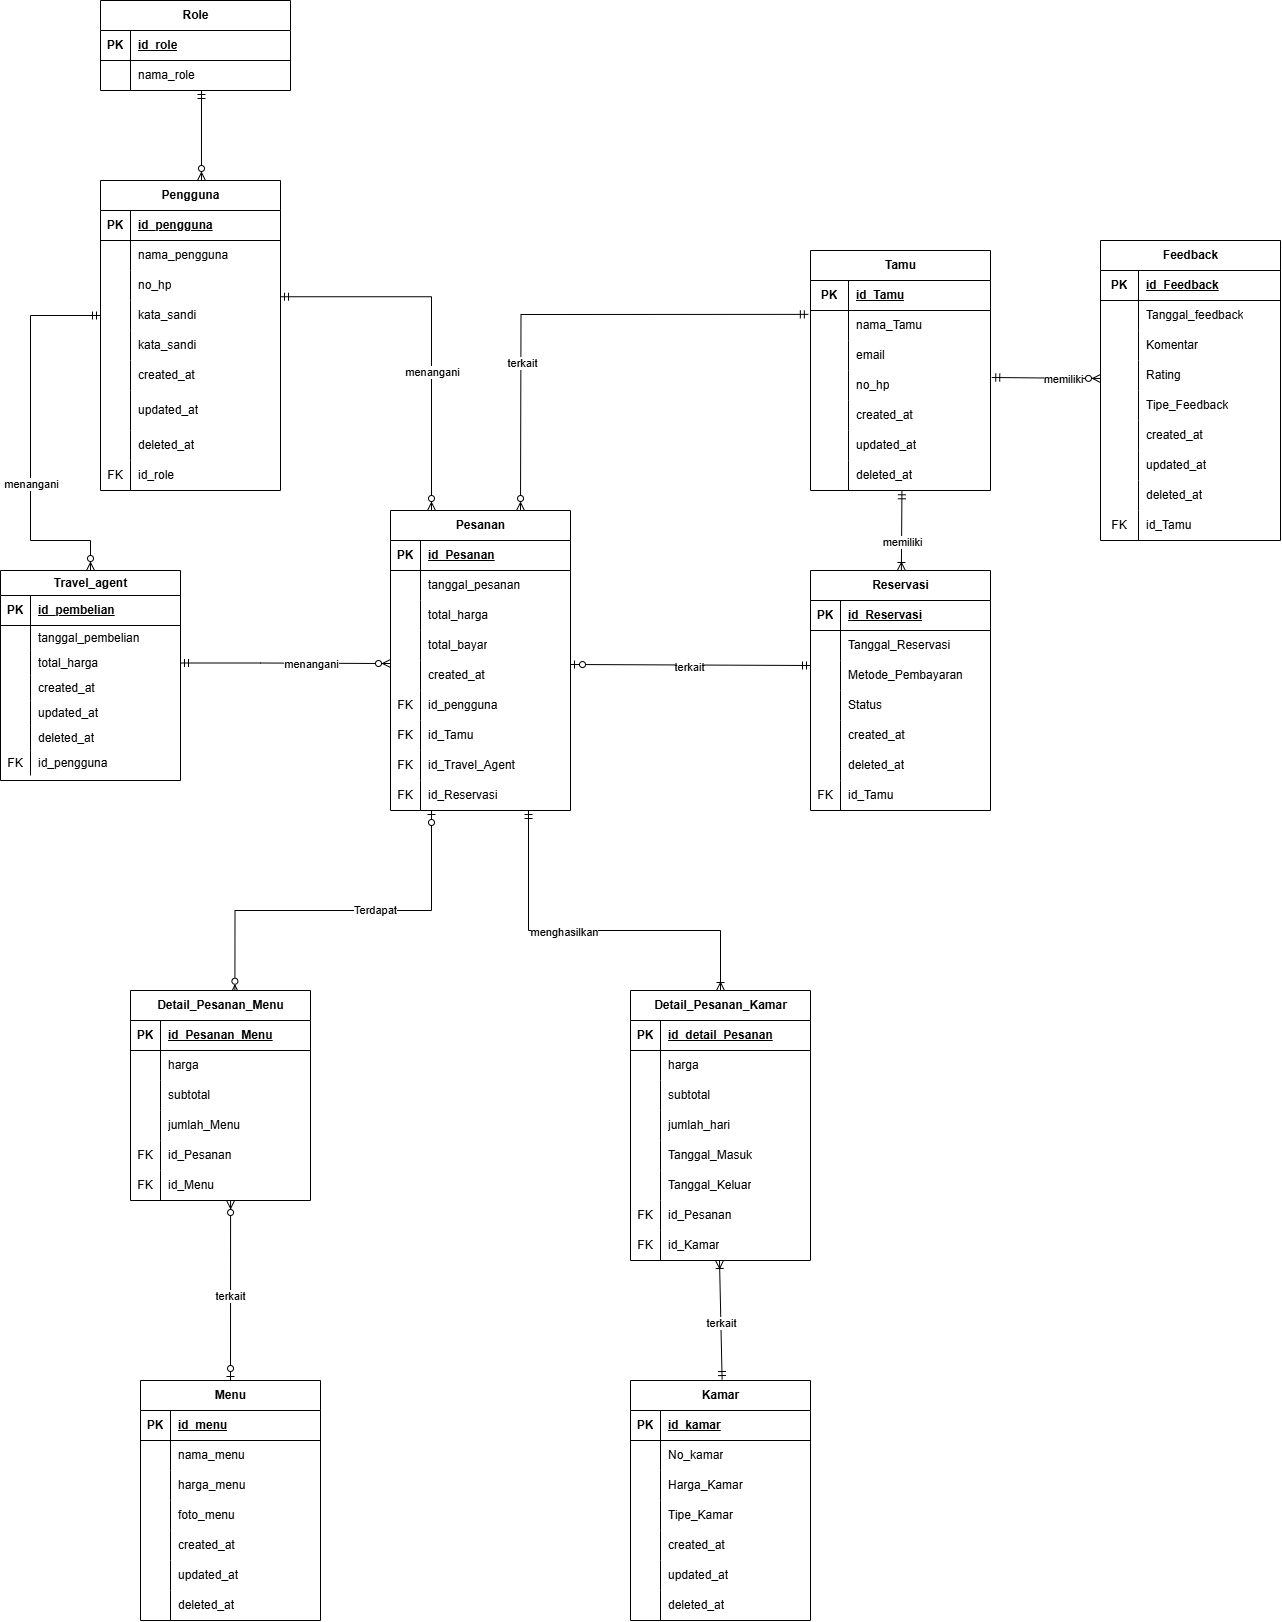 Role
PK id_role
nama_role
Pengguna
PK id_pengguna
nama_pengguna
no_hp
kata_sandi
kata_sandi
created_at
updated_at
deleted_at
FK id_role
menangani
menangani
terkait
Tamu
PK id_Tamu
nama_Tamu
email
no_hp
created_at
updated_at
deleted_at
memiliki
Feedback
PK id_Feedback
Tanggal_feedback
Komentar
Rating
Tipe_Feedback
created_at
updated_at
deleted_at
FK id_Tamu
memiliki
Travel_agent
PK id_pembelian
tanggal_pembelian
total_harga
created_at
updated_at
deleted_at
FK id_pengguna
menangani
Pesanan
PK id_Pesanan
tanggal_pesanan
total_harga
total_bayar
created_at
FK id_pengguna
FK id_Tamu
FK id_Travel_Agent
FK id_Reservasi
terkait
Reservasi
PK id_Reservasi
Tanggal_Reservasi
Metode_Pembayaran
Status
created_at
deleted_at
FK id_Tamu
Terdapat
menghasilkan
Detail_Pesanan_Menu
PK id_Pesanan_Menu
harga
subtotal
jumlah_Menu
FK id_Pesanan
FK id_Menu
Detail_Pesanan_Kamar
PK id_detail_Pesanan
harga
subtotal
jumlah_hari
Tanggal_Masuk
Tanggal_Keluar
FK id_Pesanan
FK id_Kamar
terkait
terkait
Menu
PK id_menu
nama_menu
harga_menu
foto_menu
created_at
updated_at
deleted_at
Kamar
PK id_kamar
No_kamar
Harga_Kamar
Tipe_Kamar
created_at
updated_at
deleted_at